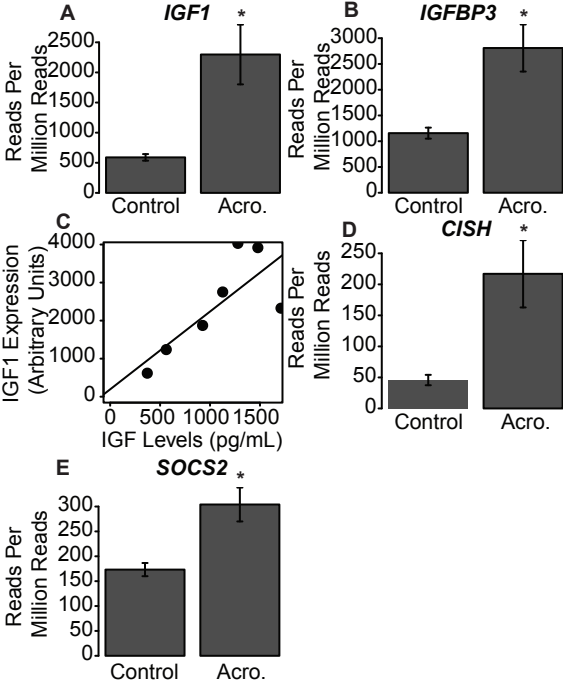 A
IGF1
*
Reads Per
Million Reads
2500
2000
1500
1000
500
0
Control
Acro.
B
IGFBP3
*
Reads Per
Million Reads
3000
2500
2000
1500
1000
500
0
Control
Acro.
C
IGF1 Expression
(Arbitrary Units)
4000
3000
2000
1000
0
0
500
1000
1500
IGF Levels (pg/mL)
D
CISH
*
Reads Per
Million Reads
250
200
150
100
50
0
Control
Acro.
E
SOCS2
*
Reads Per
Million Reads
300
250
200
150
100
50
0
Control
Acro.